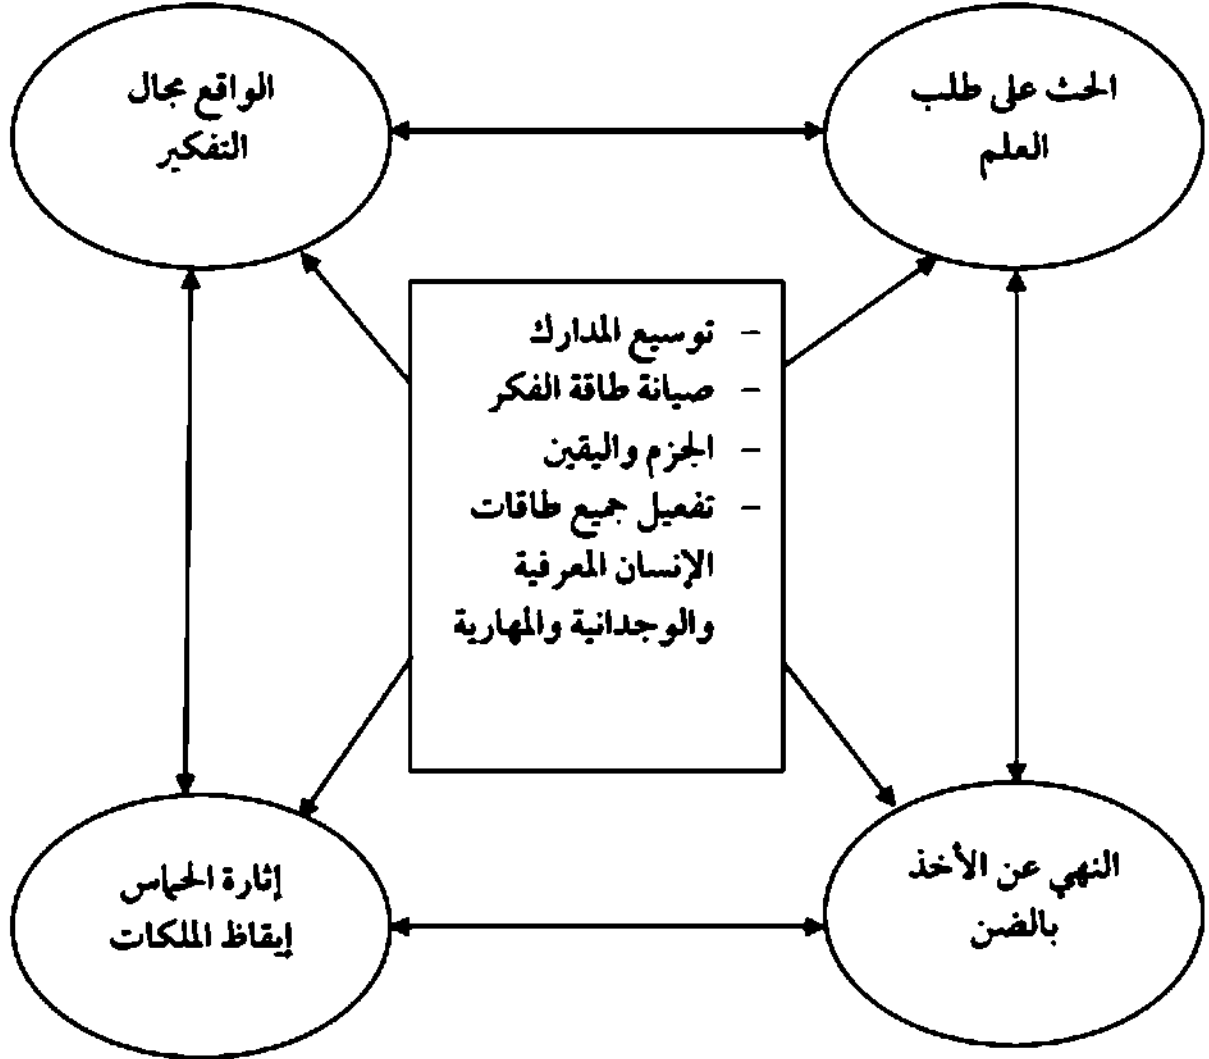 الحث على طلب
العلم
الواقع مجال
التفكير
- توسيع المدارك
- صيانة طاقة الفكر
- الجزم واليقين
- تفعيل جميع طاقات
الإنسان المعرفية
والوجدانية والمهارية
النهي عن الأخذ
بالضن
إثارة الحماس
إيقاظ الملكات